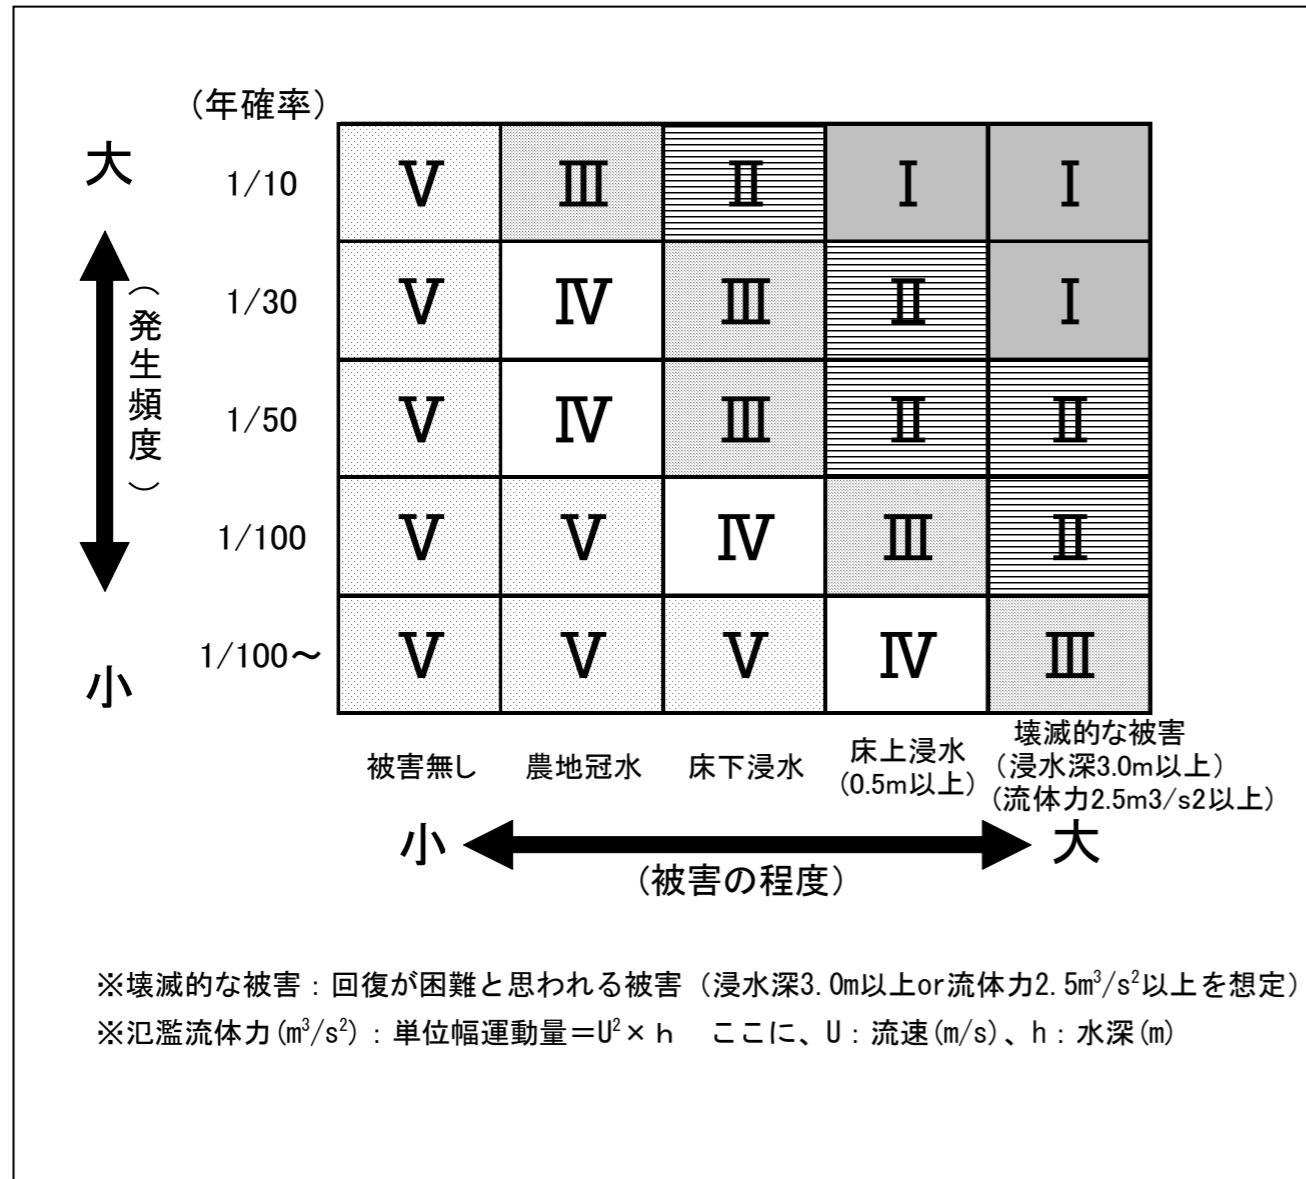 (年確率)
大
1/10 Ⅴ Ⅲ Ⅱ Ⅰ Ⅰ
1/30 Ⅴ Ⅳ Ⅲ Ⅱ Ⅰ
(発生頻度)
1/50 Ⅴ Ⅳ Ⅲ Ⅱ Ⅱ
1/100 Ⅴ Ⅴ Ⅳ Ⅲ Ⅱ
1/100～ Ⅴ Ⅴ Ⅴ Ⅳ Ⅲ
小
被害無し 農地冠水 床下浸水
床上浸水
(0.5m以上)
壊滅的な被害
(浸水深3.0m以上)
(流体力2.5m3/s2以上)
小 大
(被害の程度)
※壊滅的な被害：回復が困難と思われる被害（浸水深3.0m以上or流体力2.5m³/s²以上を想定）
※氾濫流体力(m³/s²)：単位幅運動量＝U²×ｈ　ここに、U：流速(m/s)、h：水深(m)